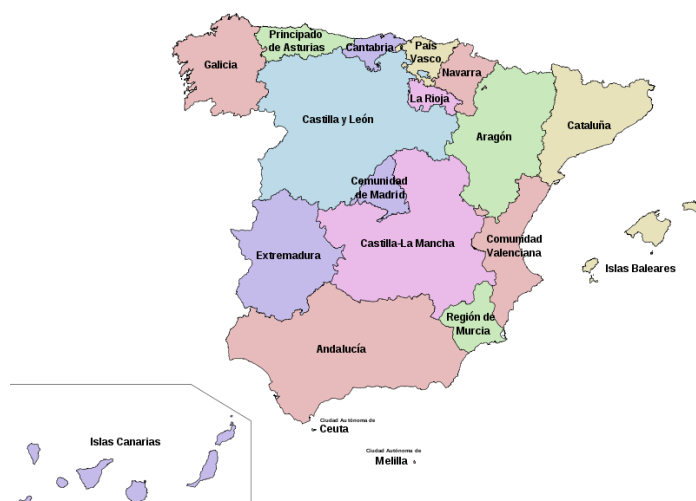 Principado
de Asturias
Cantabria
País
Vasco
Galicia
Navarra
La Rioja
Castilla y León
Aragón
Cataluña
Comunidad
de Madrid
Extremadura
Castilla-La Mancha
Comunidad
Valenciana
Islas Baleares
Región de
Murcia
Andalucía
Ciudad Autónoma de
Ceuta
Islas Canarias
Ciudad Autónoma de
Melilla